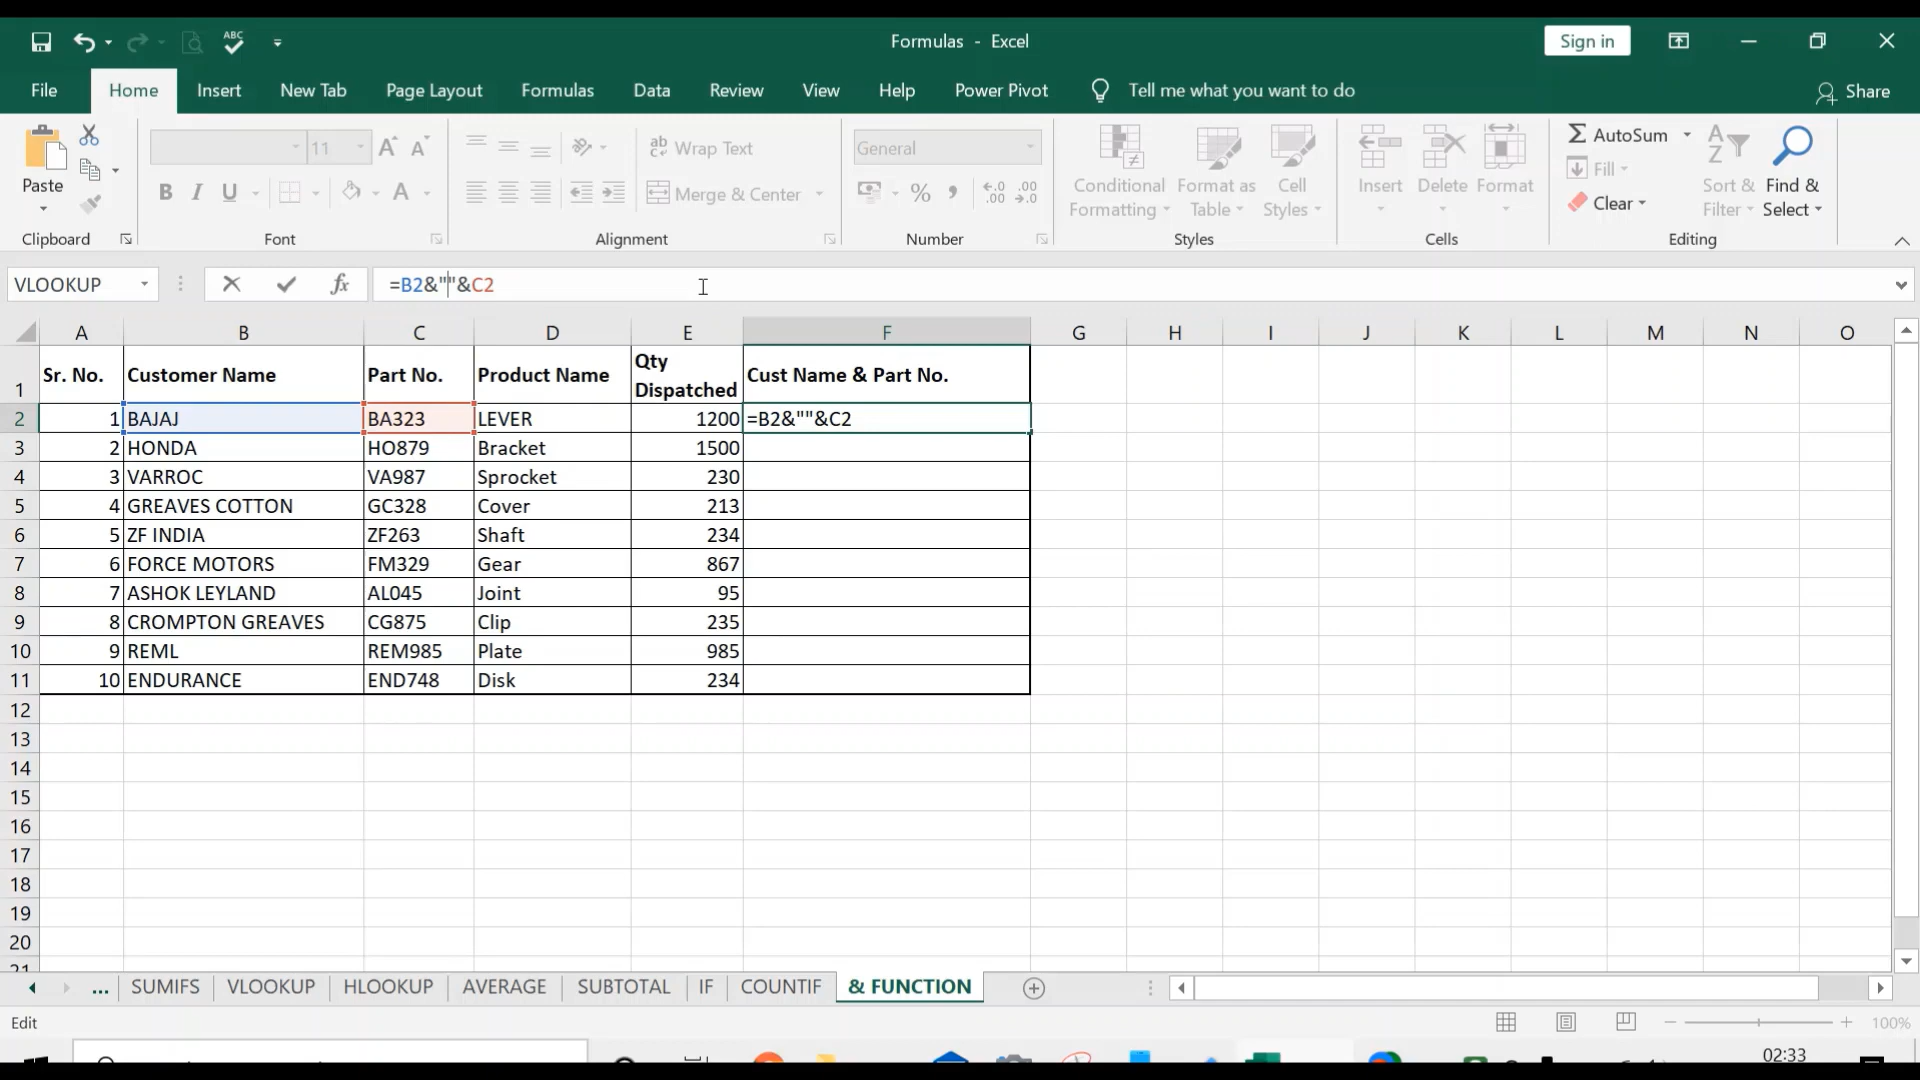 ABC
Formulas - Excel
Sign in
File Home Insert New Tab Page Layout Formulas Data Review View Help Power Pivot Tell me what you want to do Share
Paste
Clipboard
11
A A
B I U A
Font
ab Wrap Text
Merge & Center
Alignment
General
% , .0 .00 .00 .0
Number
Conditional Formatting
Format as Table
Cell Styles
Styles
Insert Delete Format
Cells
Σ AutoSum
Fill
Clear
A Z
Sort & Filter
Find & Select
Editing
VLOOKUP fx =B2&""&C2
A B C D E F G H I J K L M N O
1 Sr. No. Customer Name Part No. Product Name Qty Dispatched Cust Name & Part No.
2 1 BAJAJ BA323 LEVER 1200 =B2&""&C2
3 2 HONDA HO879 Bracket 1500
4 3 VARROC VA987 Sprocket 230
5 4 GREAVES COTTON GC328 Cover 213
6 5 ZF INDIA ZF263 Shaft 234
7 6 FORCE MOTORS FM329 Gear 867
8 7 ASHOK LEYLAND AL045 Joint 95
9 8 CROMPTON GREAVES CG875 Clip 235
10 9 REML REM985 Plate 985
11 10 ENDURANCE END748 Disk 234
12
13
14
15
16
17
18
19
20
21
... SUMIFS VLOOKUP HLOOKUP AVERAGE SUBTOTAL IF COUNTIF & FUNCTION
Edit 100%
02:33